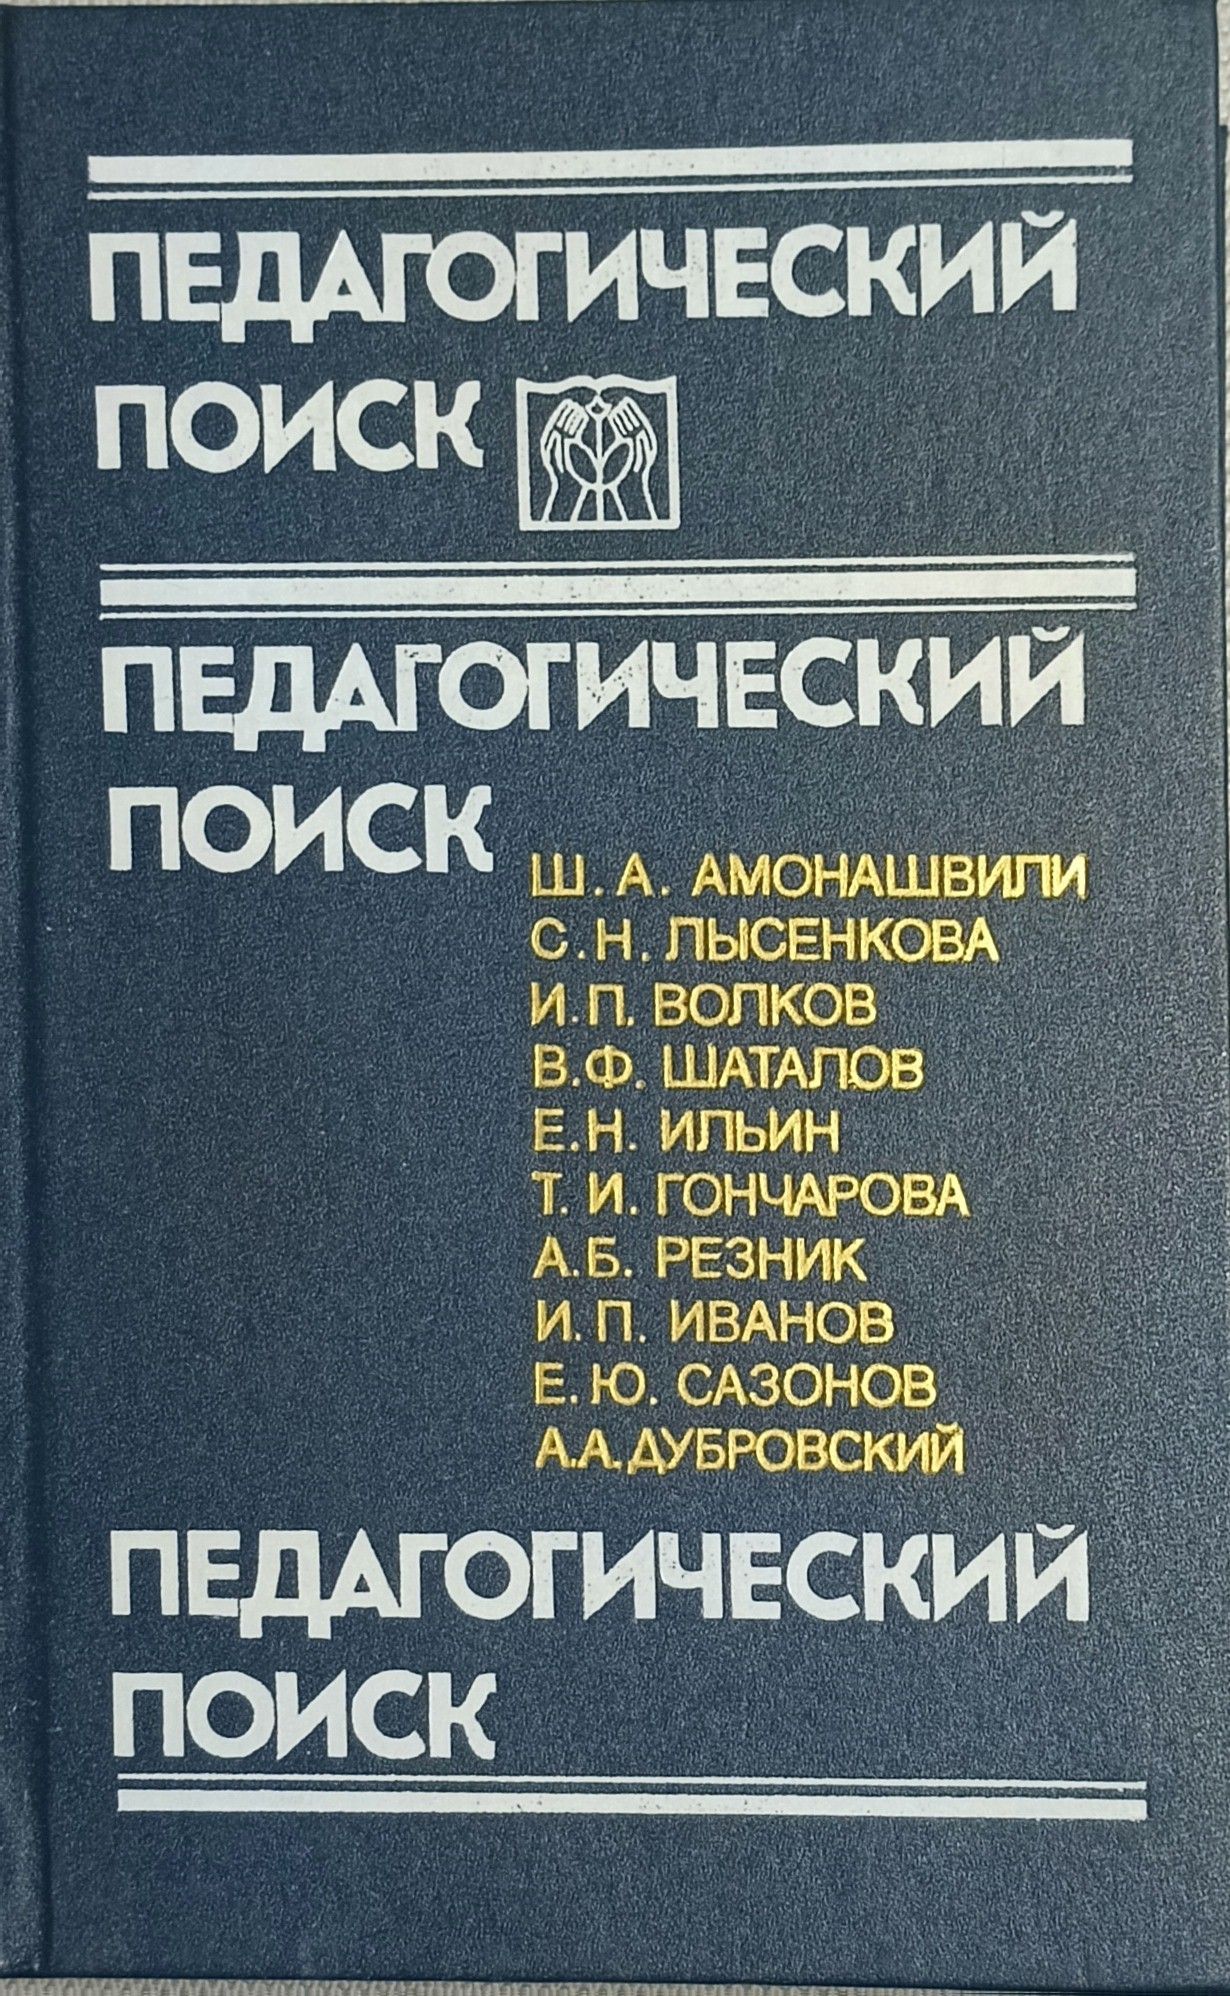 ПЕДАГОГИЧЕСКИЙ
ПОИСК
ПЕДАГОГИЧЕСКИЙ
ПОИСК
Ш. А. АМОНАШВИЛИ
С. Н. ЛЫСЕНКОВА
И. П. ВОЛКОВ
В. Ф. ШАТАЛОВ
Е. Н. ИЛЬИН
Т. И. ГОНЧАРОВА
А. Б. РЕЗНИК
И. П. ИВАНОВ
Е. Ю. САЗОНОВ
А. А. ДУБРОВСКИЙ
ПЕДАГОГИЧЕСКИЙ
ПОИСК